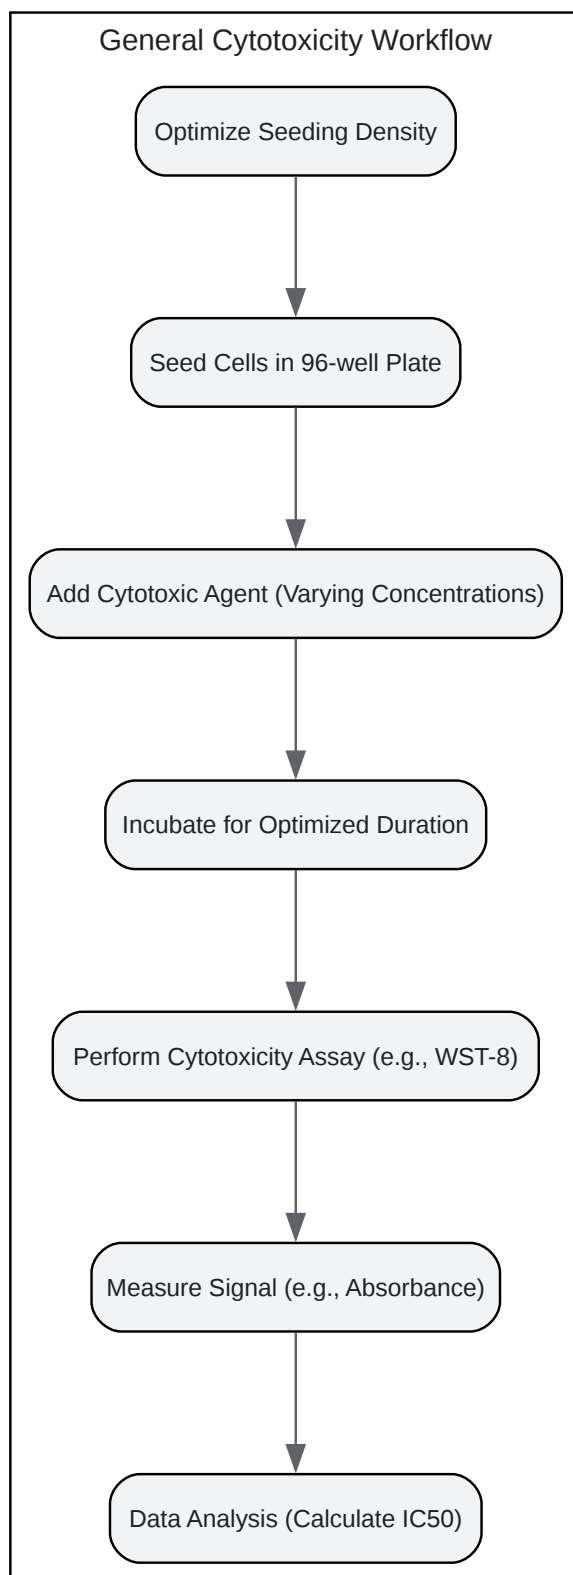 General Cytotoxicity Workflow
Optimize Seeding Density
Seed Cells in 96-well Plate
Add Cytotoxic Agent (Varying Concentrations)
Incubate for Optimized Duration
Perform Cytotoxicity Assay (e.g., WST-8)
Measure Signal (e.g., Absorbance)
Data Analysis (Calculate IC50)